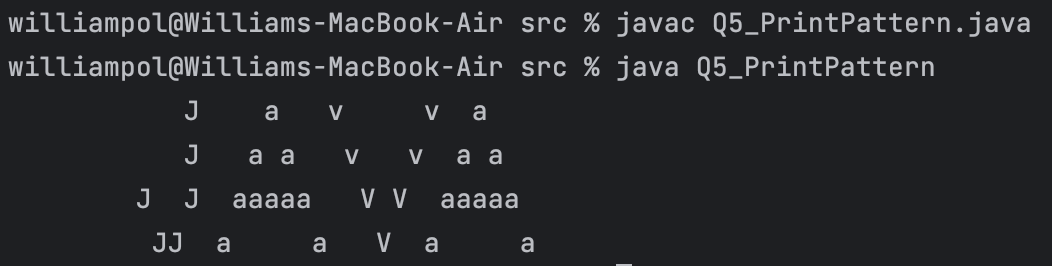 williampol@Williams-MacBook-Air src % javac Q5_PrintPattern.java
williampol@Williams-MacBook-Air src % java Q5_PrintPattern
           J    a   v     v  a
           J   a a   v   v  a a
        J  J  aaaaa   V V  aaaaa
         JJ  a     a   V  a     a